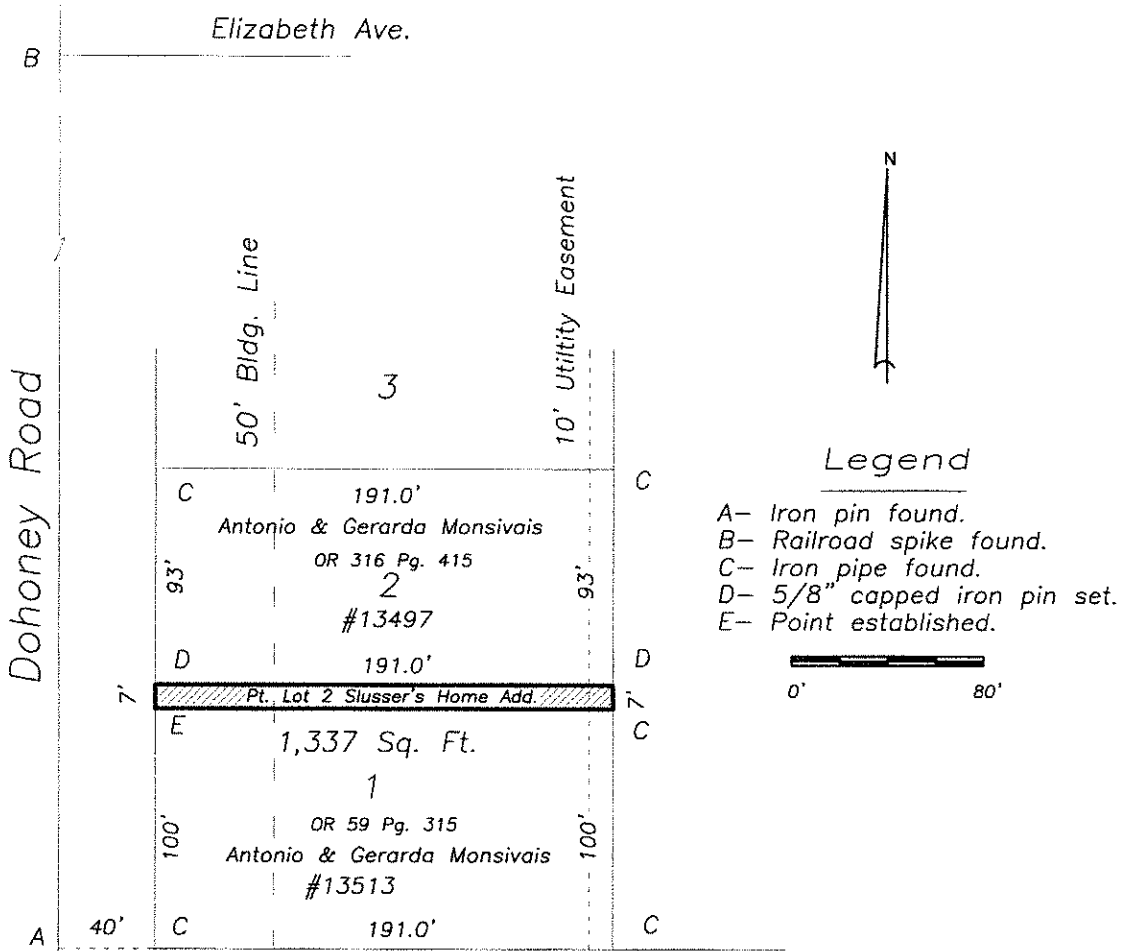 Elizabeth Ave.
B
N
50' Bldg. Line
10' Utiltity Easement
Dohoney Road
3
Legend
A– Iron pin found.
B– Railroad spike found.
C– Iron pipe found.
D– 5/8" capped iron pin set.
E– Point established.
0' 80'
C 191.0' C
Antonio & Gerarda Monsivais
OR 316 Pg. 415
93' 2 93'
#13497
D 191.0' D
7' Pt. Lot 2 Slusser's Home Add. 7'
E C
1,337 Sq. Ft.
1
OR 59 Pg. 315
100' 100'
Antonio & Gerarda Monsivais
#13513
A 40' C 191.0' C